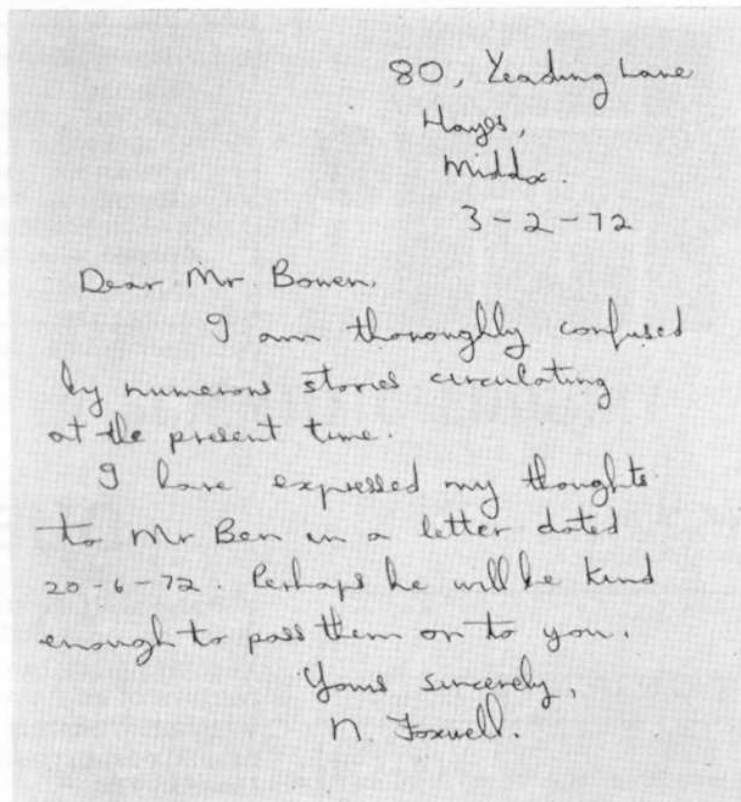 80, Yeading Lane
Hayes,
Middx.
3-2-72
Dear Mr Bowen,
I am thoroughly confused
by numerous stories circulating
at the present time.
I have expressed my thoughts
to Mr Ben in a letter dated
20-6-72. Perhaps he will be kind
enough to pass them on to you.
Yours sincerely,
N. Foxwell.